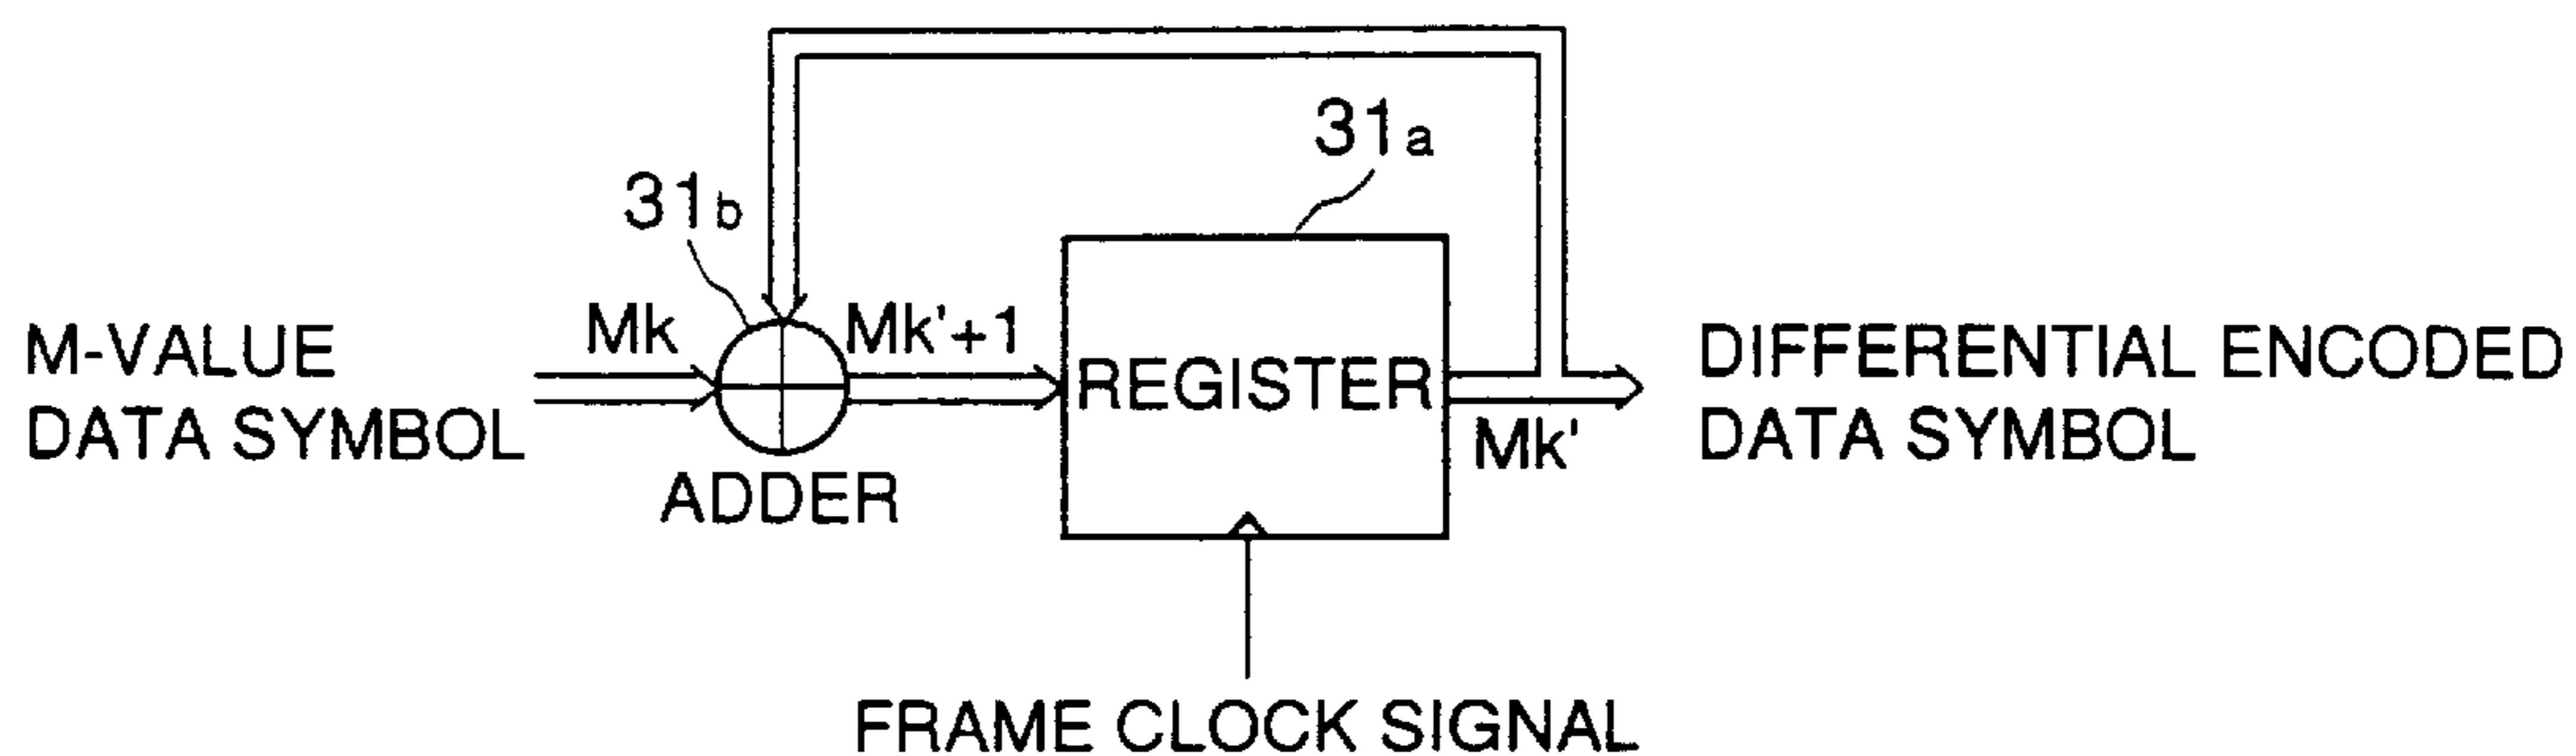 31a
31b
Mk
Mk'+1
M-VALUE
DATA SYMBOL
REGISTER
DIFFERENTIAL ENCODED
DATA SYMBOL
Mk'
ADDER
FRAME CLOCK SIGNAL